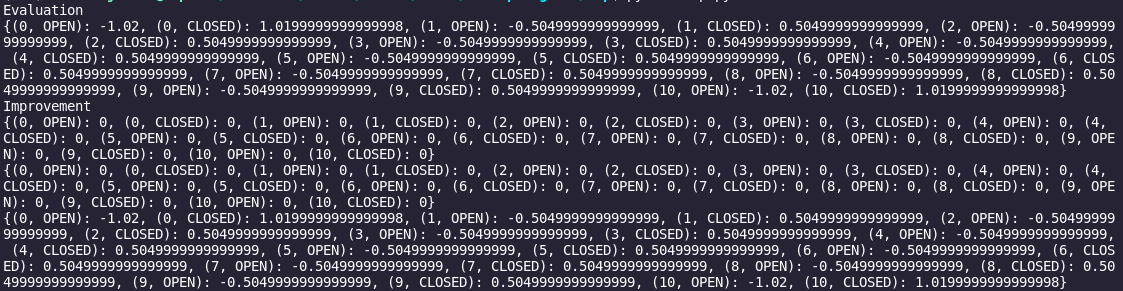 Evaluation
{(0, OPEN): -1.02, (0, CLOSED): 1.0199999999999998, (1, OPEN): -0.5049999999999999, (1, CLOSED): 0.5049999999999999, (2, OPEN): -0.50499999
99999999, (2, CLOSED): 0.5049999999999999, (3, OPEN): -0.5049999999999999, (3, CLOSED): 0.5049999999999999, (4, OPEN): -0.5049999999999999,
 (4, CLOSED): 0.5049999999999999, (5, OPEN): -0.5049999999999999, (5, CLOSED): 0.5049999999999999, (6, OPEN): -0.5049999999999999, (6, CLOS
ED): 0.5049999999999999, (7, OPEN): -0.5049999999999999, (7, CLOSED): 0.5049999999999999, (8, OPEN): -0.5049999999999999, (8, CLOSED): 0.50
49999999999999, (9, OPEN): -0.5049999999999999, (9, CLOSED): 0.5049999999999999, (10, OPEN): -1.02, (10, CLOSED): 1.0199999999999998}
Improvement
{(0, OPEN): 0, (0, CLOSED): 0, (1, OPEN): 0, (1, CLOSED): 0, (2, OPEN): 0, (2, CLOSED): 0, (3, OPEN): 0, (3, CLOSED): 0, (4, OPEN): 0, (4,
CLOSED): 0, (5, OPEN): 0, (5, CLOSED): 0, (6, OPEN): 0, (6, CLOSED): 0, (7, OPEN): 0, (7, CLOSED): 0, (8, OPEN): 0, (8, CLOSED): 0, (9, OPE
N): 0, (9, CLOSED): 0, (10, OPEN): 0, (10, CLOSED): 0}
{(0, OPEN): 0, (0, CLOSED): 0, (1, OPEN): 0, (1, CLOSED): 0, (2, OPEN): 0, (2, CLOSED): 0, (3, OPEN): 0, (3, CLOSED): 0, (4, OPEN): 0, (4,
CLOSED): 0, (5, OPEN): 0, (5, CLOSED): 0, (6, OPEN): 0, (6, CLOSED): 0, (7, OPEN): 0, (7, CLOSED): 0, (8, OPEN): 0, (8, CLOSED): 0, (9, OPE
N): 0, (9, CLOSED): 0, (10, OPEN): 0, (10, CLOSED): 0}
{(0, OPEN): -1.02, (0, CLOSED): 1.0199999999999998, (1, OPEN): -0.5049999999999999, (1, CLOSED): 0.5049999999999999, (2, OPEN): -0.50499999
99999999, (2, CLOSED): 0.5049999999999999, (3, OPEN): -0.5049999999999999, (3, CLOSED): 0.5049999999999999, (4, OPEN): -0.5049999999999999,
 (4, CLOSED): 0.5049999999999999, (5, OPEN): -0.5049999999999999, (5, CLOSED): 0.5049999999999999, (6, OPEN): -0.5049999999999999, (6, CLOS
ED): 0.5049999999999999, (7, OPEN): -0.5049999999999999, (7, CLOSED): 0.5049999999999999, (8, OPEN): -0.5049999999999999, (8, CLOSED): 0.50
49999999999999, (9, OPEN): -0.5049999999999999, (9, CLOSED): 0.5049999999999999, (10, OPEN): -1.02, (10, CLOSED): 1.0199999999999998}